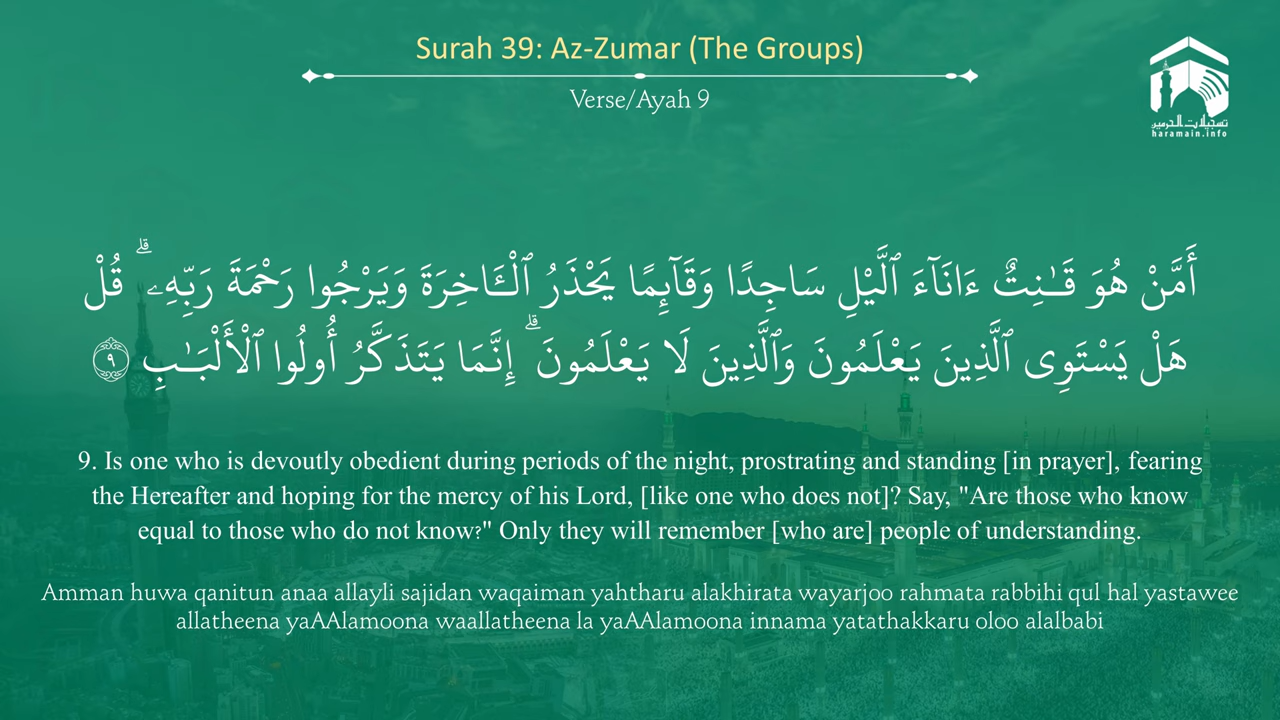 Surah 39: Az-Zumar (The Groups)
Verse/Ayah 9
تسجيلات الحرمين
haramain.info
أَمَّنْ هُوَ قَـٰنِتٌ ءَانَآءَ ٱلَّيْلِ سَاجِدًا وَقَآئِمًا يَحْذَرُ ٱلْـَٔاخِرَةَ وَيَرْجُوا رَحْمَةَ رَبِّهِۦ ۗ قُلْ
هَلْ يَسْتَوِى ٱلَّذِينَ يَعْلَمُونَ وَٱلَّذِينَ لَا يَعْلَمُونَ ۗ إِنَّمَا يَتَذَكَّرُ أُولُوا ٱلْأَلْبَـٰبِ ٩
9. Is one who is devoutly obedient during periods of the night, prostrating and standing [in prayer], fearing
the Hereafter and hoping for the mercy of his Lord, [like one who does not]? Say, "Are those who know
equal to those who do not know?" Only they will remember [who are] people of understanding.
Amman huwa qanitun anaa allayli sajidan waqaiman yahtharu alakhirata wayarjoo rahmata rabbihi qul hal yastawee
allatheena yaAAlamoona waallatheena la yaAAlamoona innama yatathakkaru oloo alalbabi